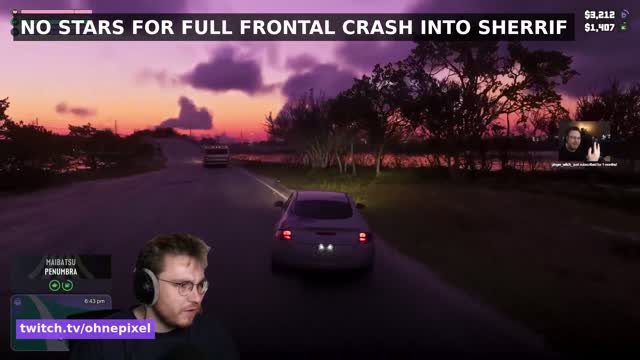 NO STARS FOR FULL FRONTAL CRASH INTO SHERRIF
$3,212
$1,407
MAIBATSU
PENUMBRA
6:43 pm
twitch.tv/ohnepixel